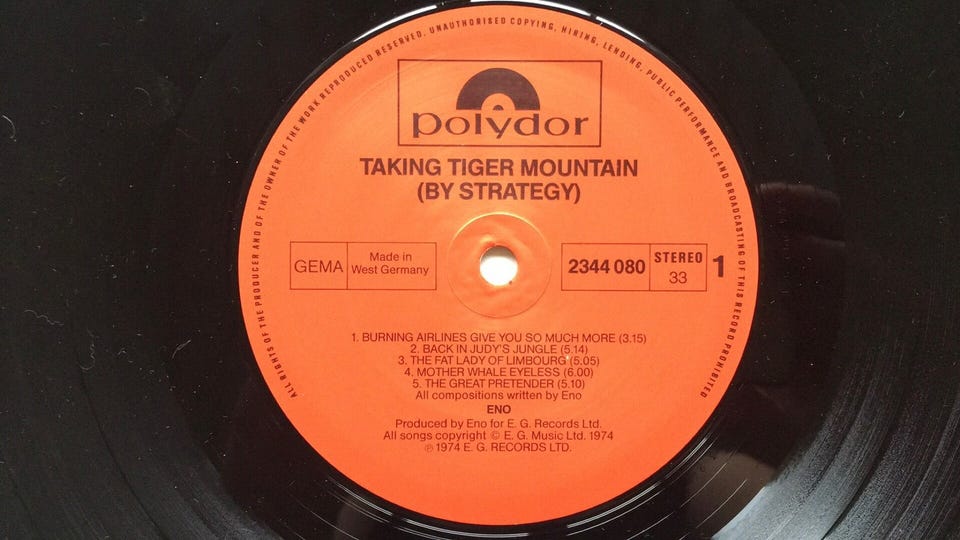 ALL RIGHTS OF THE PRODUCER AND OF THE OWNER OF THE WORK REPRODUCED RESERVED. UNAUTHORISED COPYING, HIRING, LENDING, PUBLIC PERFORMANCE AND BROADCASTING OF THIS RECORD PROHIBITED
polydor
TAKING TIGER MOUNTAIN
(BY STRATEGY)
GEMA
Made in
West Germany
2344 080
STEREO
33
1
1. BURNING AIRLINES GIVE YOU SO MUCH MORE (3.15)
2. BACK IN JUDY'S JUNGLE (5.14)
3. THE FAT LADY OF LIMBOURG (5.05)
4. MOTHER WHALE EYELESS (6.00)
5. THE GREAT PRETENDER (5.10)
All compositions written by Eno
ENO
Produced by Eno for E. G. Records Ltd.
All songs copyright © E. G. Music Ltd. 1974
℗ 1974 E. G. RECORDS LTD.